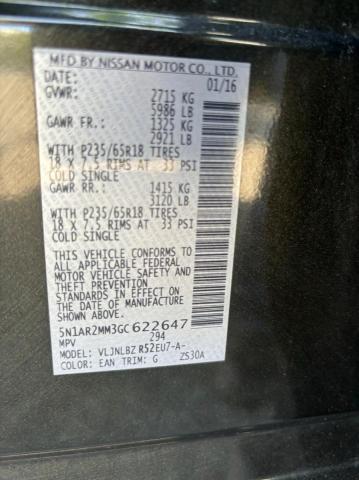 MFD.BY NISSAN MOTOR CO., LTD.
DATE: 01/16
GVWR: 2715 KG
5986 LB
GAWR FR.: 1325 KG
2921 LB
WITH P235/65R18 TIRES
18 X 7.5 RIMS AT 33 PSI
COLD SINGLE
GAWR RR.: 1415 KG
3120 LB
WITH P235/65R18 TIRES
18 X 7.5 RIMS AT 33 PSI
COLD SINGLE
THIS VEHICLE CONFORMS TO
ALL APPLICABLE U.S. FEDERAL
MOTOR VEHICLE SAFETY AND
THEFT PREVENTION
STANDARDS IN EFFECT ON THE
DATE OF MANUFACTURE
SHOWN ABOVE.
5N1AR2MM3GC622647
MPV 294
MODEL: VLJNLBZ R52EU7-A-
COLOR: EAN TRIM: G ZS30A